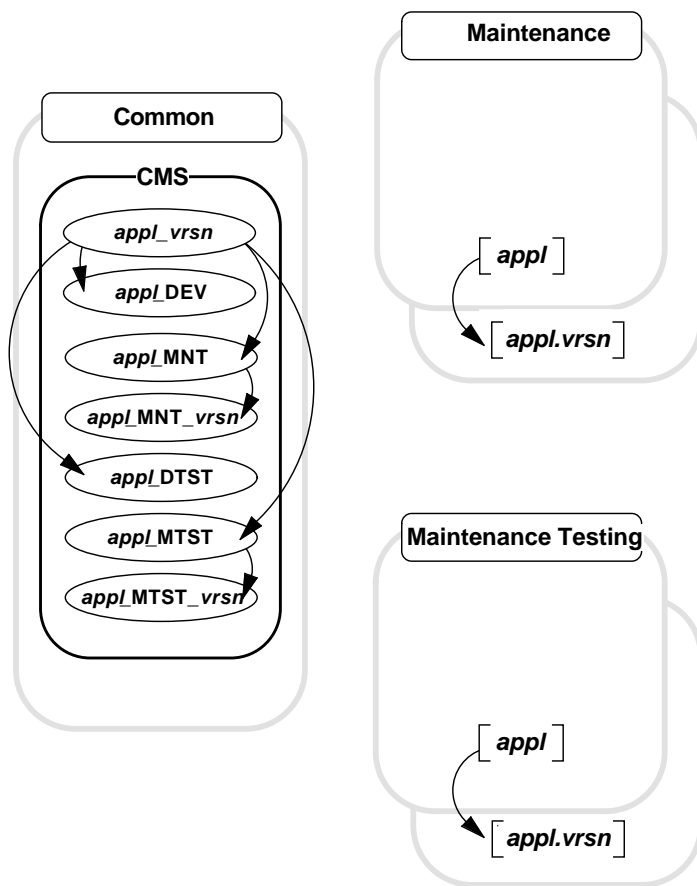 Common
CMS
appl_vrsn
appl_DEV
appl_MNT
appl_MNT_vrsn
appl_DTST
appl_MTST
appl_MTST_vrsn
Maintenance
[appl]
[appl.vrsn]
Maintenance Testing
[appl]
[appl.vrsn]